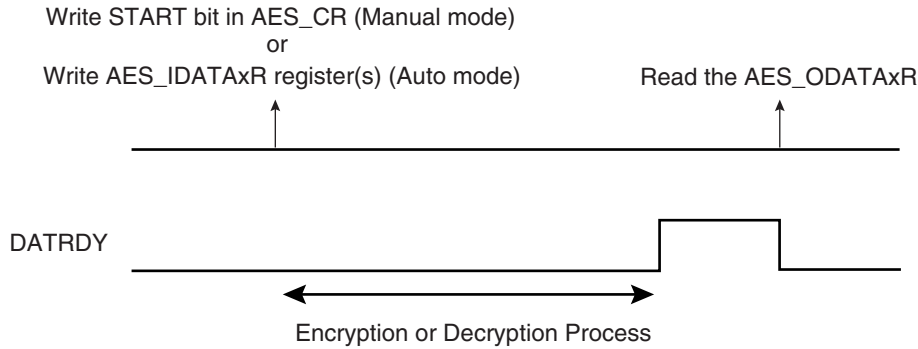 Write START bit in AES_CR (Manual mode)
or
Write AES_IDATAxR register(s) (Auto mode)
Read the AES_ODATAxR
DATRDY
Encryption or Decryption Process